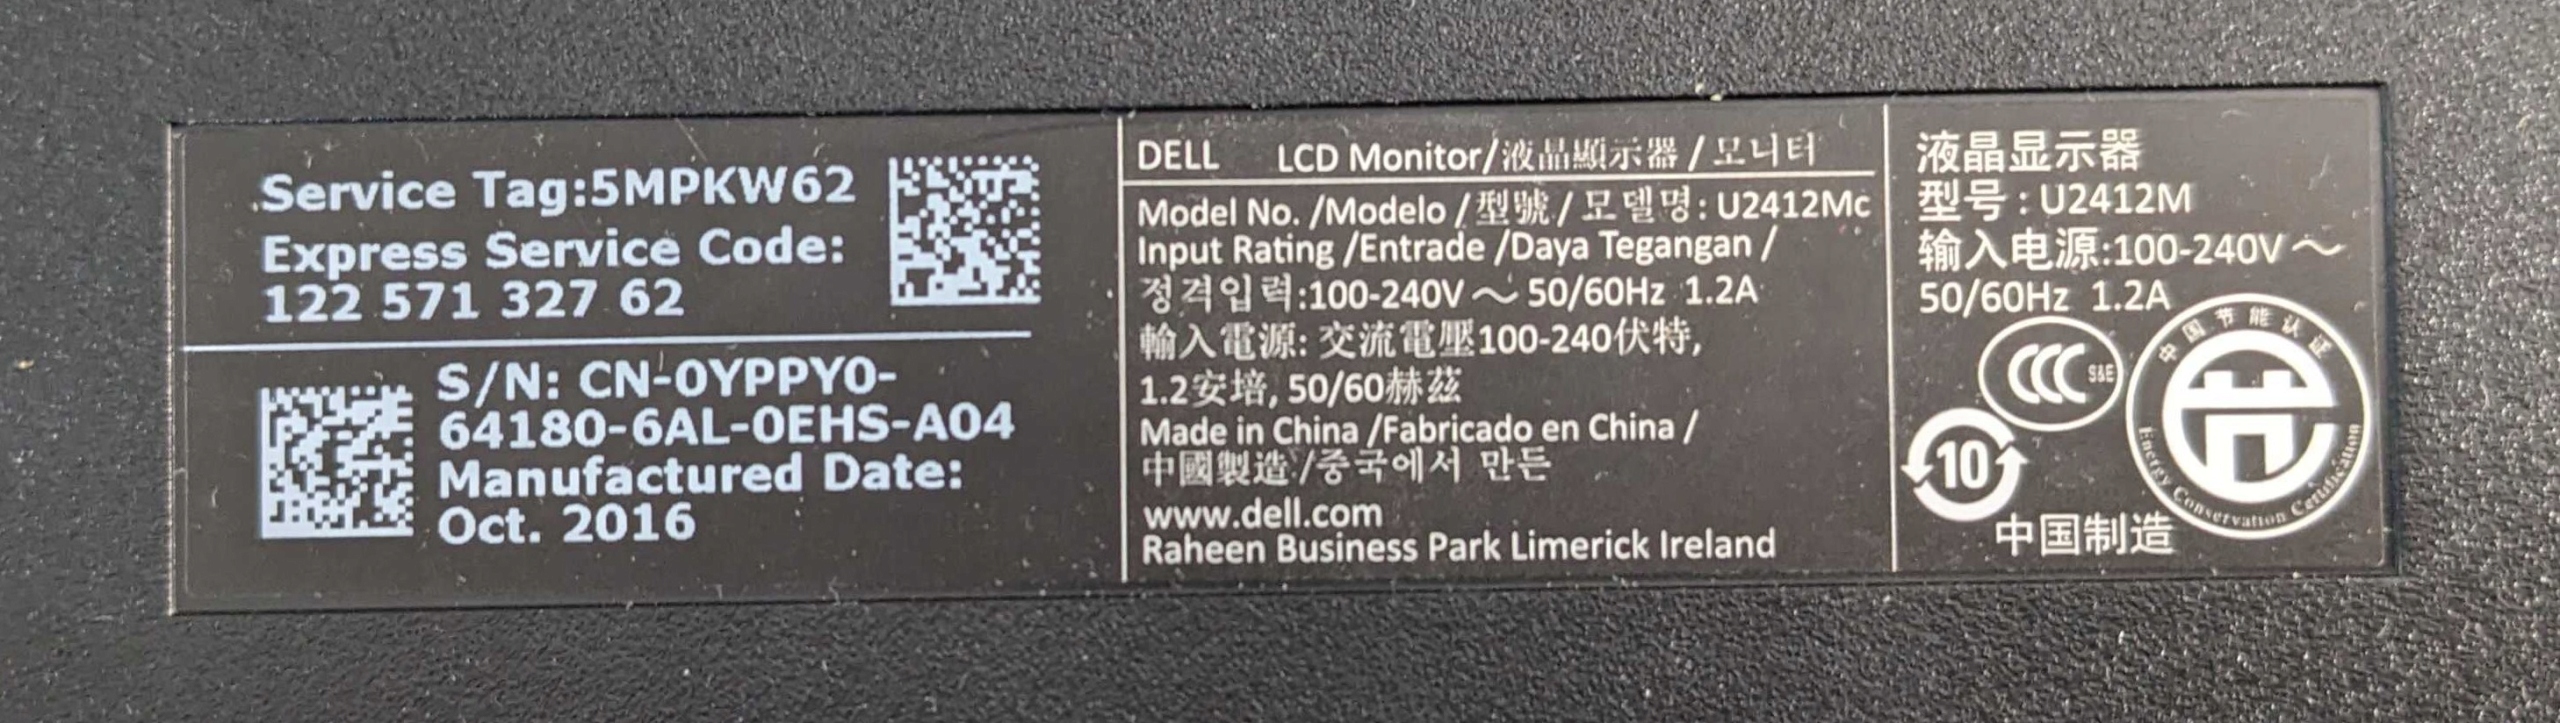 Service Tag:5MPKW62
Express Service Code:
122 571 327 62
S/N: CN-0YPPY0-
64180-6AL-0EHS-A04
Manufactured Date:
Oct. 2016
DELL LCD Monitor/液晶顯示器/모니터
Model No. /Modelo /型號/모델명: U2412Mc
Input Rating /Entrade /Daya Tegangan /
정격입력:100-240V～50/60Hz 1.2A
輸入電源: 交流電壓100-240伏特,
1.2安培, 50/60赫茲
Made in China /Fabricado en China /
中國製造 /중국에서 만든
www.dell.com
Raheen Business Park Limerick Ireland
液晶显示器
型号: U2412M
输入电源:100-240V～
50/60Hz 1.2A
CCC S&E
中国节能认证
Energy Conservation Certification
10
中国制造